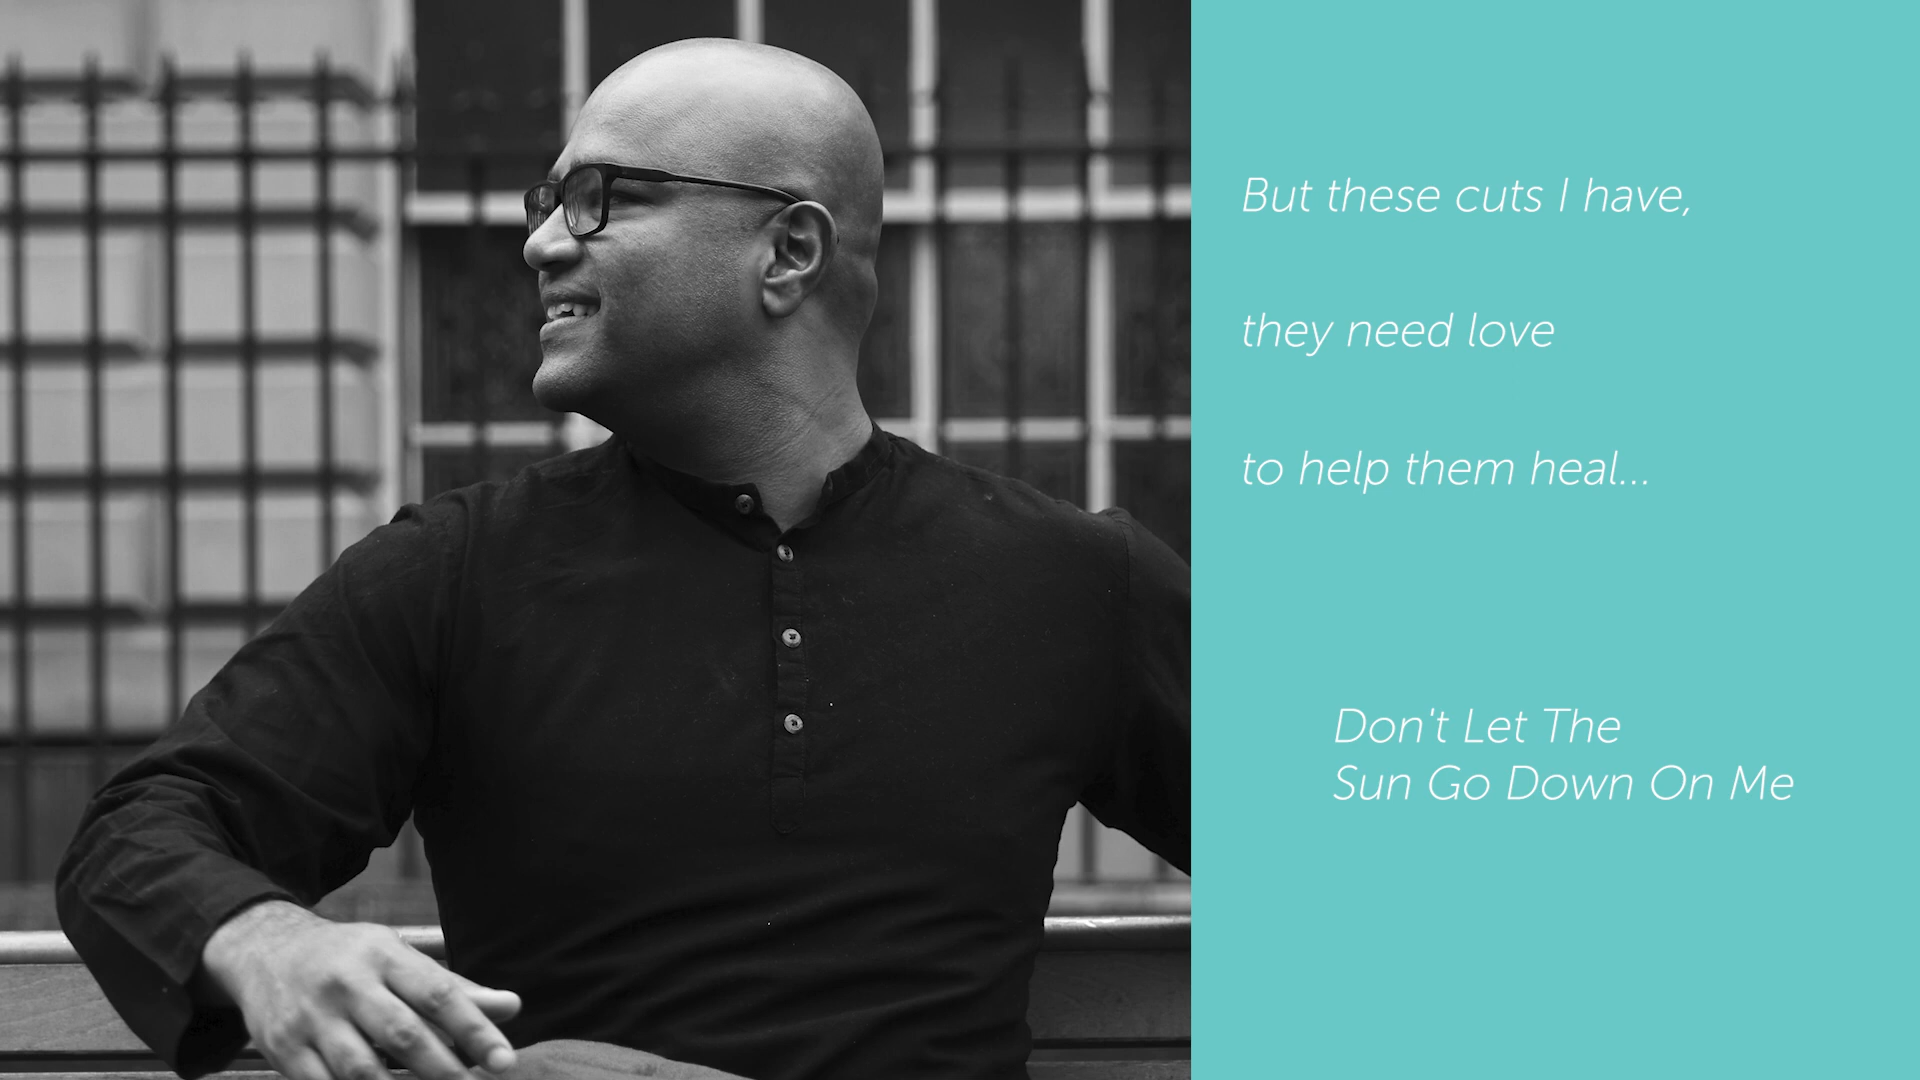 But these cuts I have,
they need love
to help them heal...
Don't Let The
Sun Go Down On Me